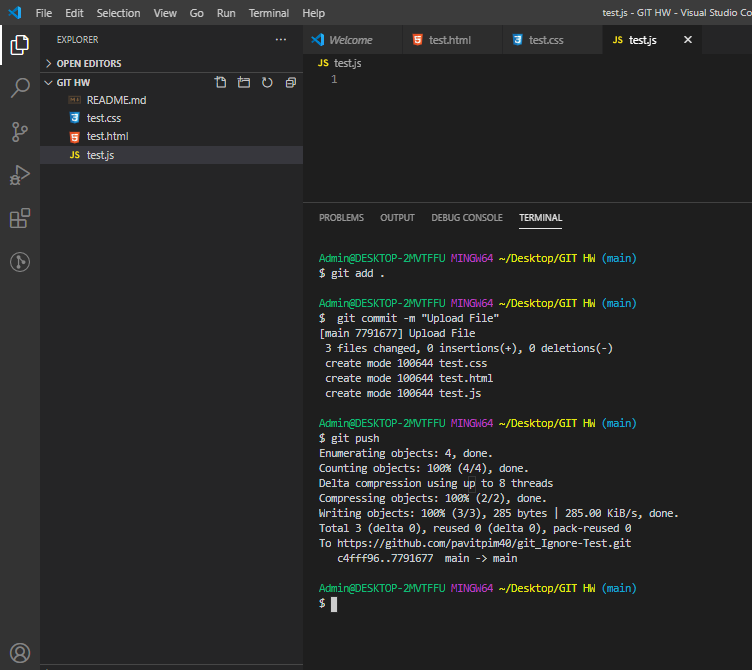 File Edit Selection View Go Run Terminal Help
test.js - GIT HW - Visual Studio Co
EXPLORER
Welcome
test.html
test.css
JS test.js
OPEN EDITORS
JS test.js
GIT HW
1
README.md
test.css
test.html
JS test.js
PROBLEMS OUTPUT DEBUG CONSOLE TERMINAL
Admin@DESKTOP-2MVTFFU MINGW64 ~/Desktop/GIT HW (main)
$ git add .
Admin@DESKTOP-2MVTFFU MINGW64 ~/Desktop/GIT HW (main)
$  git commit -m "Upload File"
[main 7791677] Upload File
 3 files changed, 0 insertions(+), 0 deletions(-)
 create mode 100644 test.css
 create mode 100644 test.html
 create mode 100644 test.js
Admin@DESKTOP-2MVTFFU MINGW64 ~/Desktop/GIT HW (main)
$ git push
Enumerating objects: 4, done.
Counting objects: 100% (4/4), done.
Delta compression using up to 8 threads
Compressing objects: 100% (2/2), done.
Writing objects: 100% (3/3), 285 bytes | 285.00 KiB/s, done.
Total 3 (delta 0), reused 0 (delta 0), pack-reused 0
To https://github.com/pavitpim40/git_Ignore-Test.git
   c4fff96..7791677  main -> main
Admin@DESKTOP-2MVTFFU MINGW64 ~/Desktop/GIT HW (main)
$